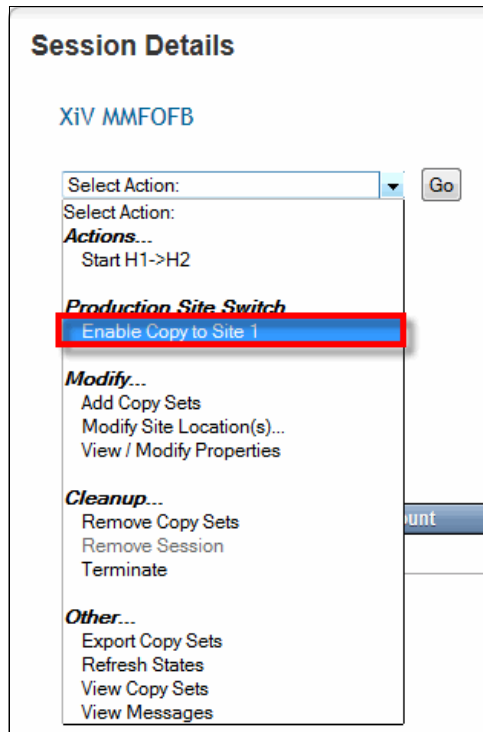 Session Details
XiV MMFOFB
Select Action:
Go
Select Action:
Actions...
Start H1->H2
Production Site Switch
Enable Copy to Site 1
Modify...
Add Copy Sets
Modify Site Location(s)...
View / Modify Properties
Cleanup...
Remove Copy Sets
unt
Remove Session
Terminate
Other...
Export Copy Sets
Refresh States
View Copy Sets
View Messages